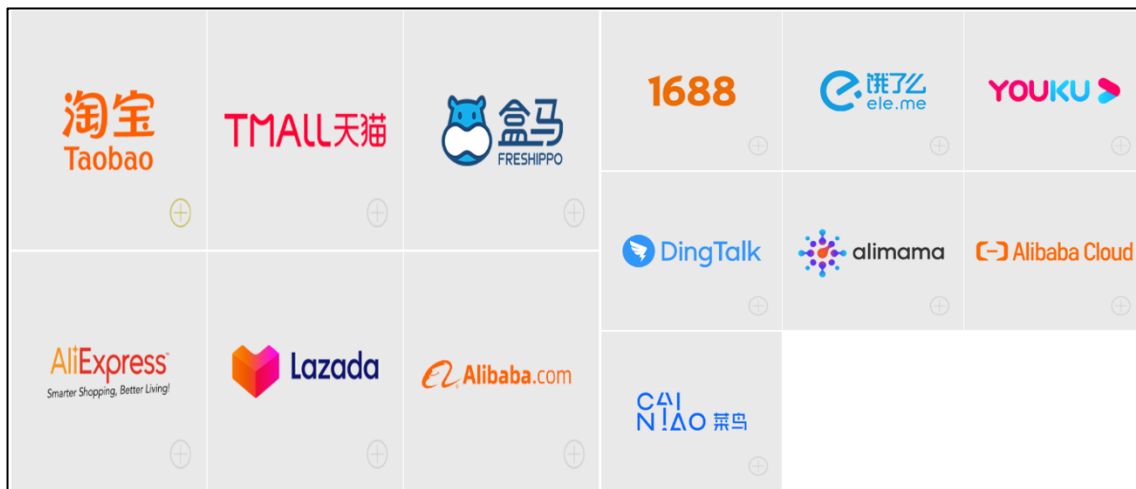 淘宝
Taobao
TMALL天猫
盒马
FRESHIPPO
AliExpress™
Smarter Shopping, Better Living!
Lazada
Alibaba.com
1688
饿了么
ele.me
YOUKU
DingTalk
alimama
Alibaba Cloud
CAI
NIAO 菜鸟